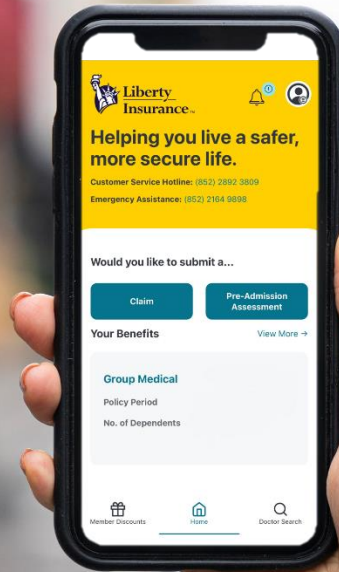 Liberty
Insurance™
Helping you live a safer,
more secure life.
Customer Service Hotline: (852) 2892 3809
Emergency Assistance: (852) 2164 9898
Would you like to submit a...
Claim
Pre-Admission
Assessment
Your Benefits
View More →
Group Medical
Policy Period
No. of Dependents
Member Discounts
Home
Doctor Search